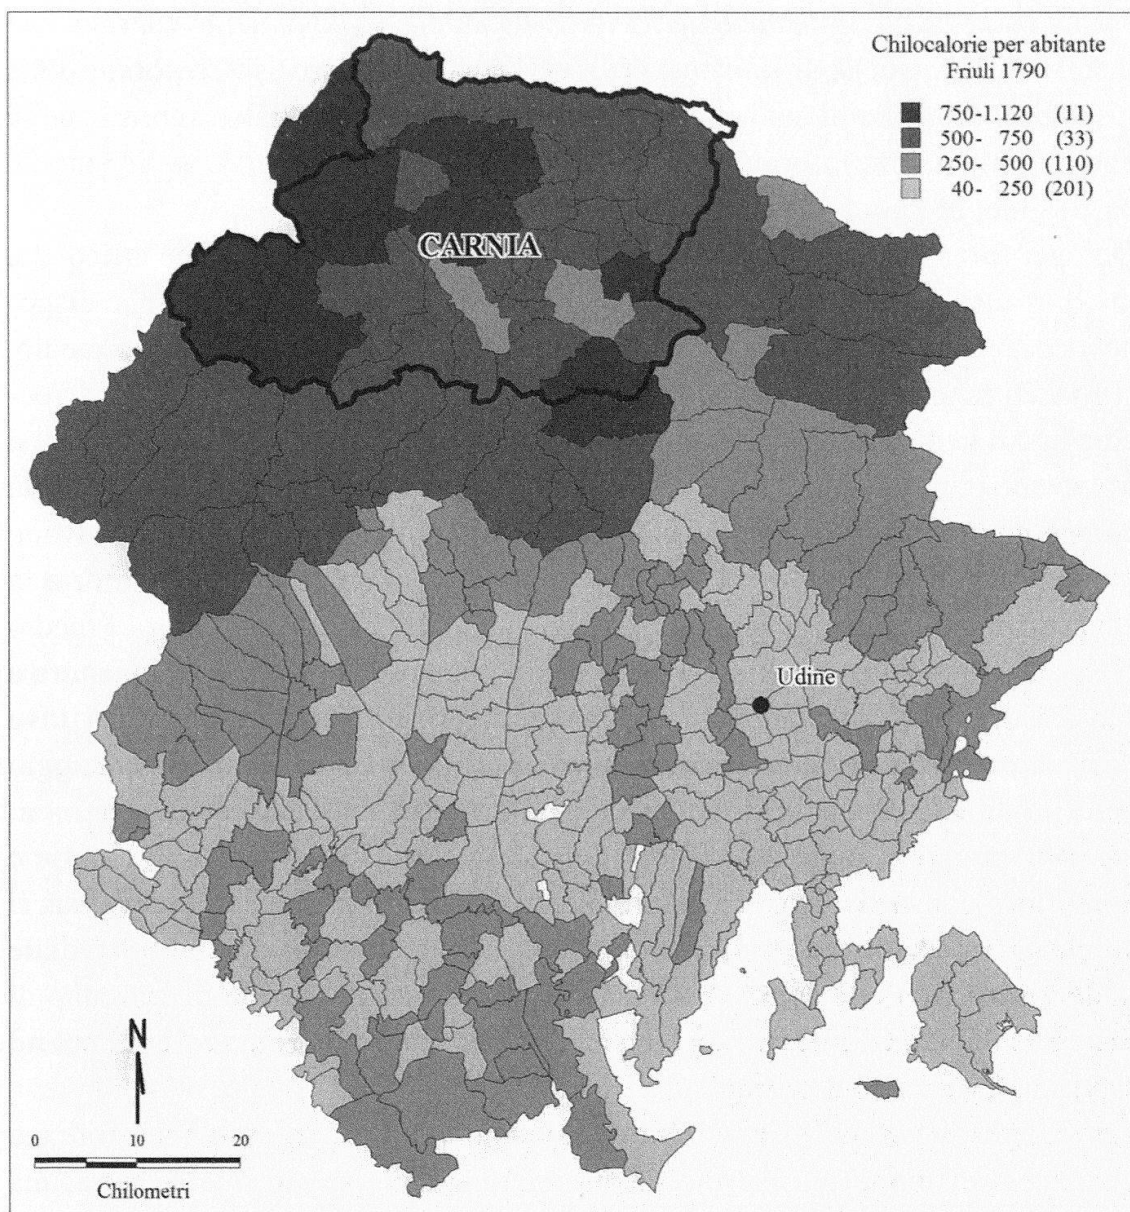 Chilocalorie per abitante
Friuli 1790
750-1.120 (11)
500- 750 (33)
250- 500 (110)
40- 250 (201)
CARNIA
Udine
N
0 10 20
Chilometri